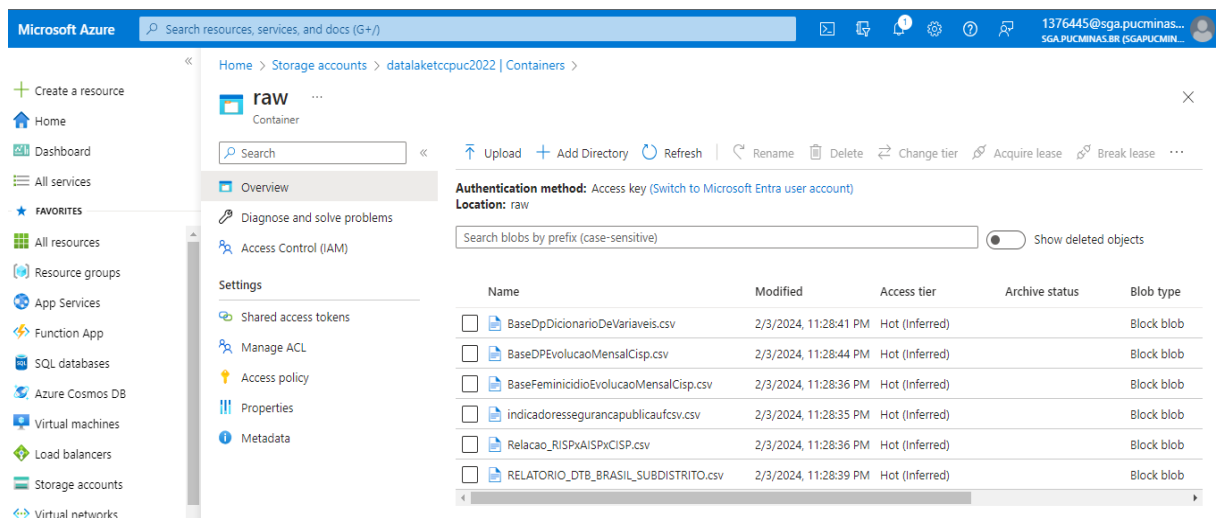 Microsoft Azure
Search resources, services, and docs (G+/)
1
1376445@sga.pucminas...
SGA.PUCMINAS.BR (SGAPUCMIN...
Create a resource
Home
Dashboard
All services
FAVORITES
All resources
Resource groups
App Services
Function App
SQL databases
Azure Cosmos DB
Virtual machines
Load balancers
Storage accounts
Virtual networks
Home > Storage accounts > datalaketccpuc2022 | Containers >
raw ...
Container
Search
Overview
Diagnose and solve problems
Access Control (IAM)
Settings
Shared access tokens
Manage ACL
Access policy
Properties
Metadata
Upload Add Directory Refresh Rename Delete Change tier Acquire lease Break lease ...
Authentication method: Access key (Switch to Microsoft Entra user account)
Location: raw
Search blobs by prefix (case-sensitive)
Show deleted objects
Name Modified Access tier Archive status Blob type
BaseDpDicionarioDeVariaveis.csv 2/3/2024, 11:28:41 PM Hot (Inferred) Block blob
BaseDPEvolucaoMensalCisp.csv 2/3/2024, 11:28:44 PM Hot (Inferred) Block blob
BaseFeminicidioEvolucaoMensalCisp.csv 2/3/2024, 11:28:36 PM Hot (Inferred) Block blob
indicadoressegurancapublicaufcsv.csv 2/3/2024, 11:28:35 PM Hot (Inferred) Block blob
Relacao_RISPxAISPxCISP.csv 2/3/2024, 11:28:36 PM Hot (Inferred) Block blob
RELATORIO_DTB_BRASIL_SUBDISTRITO.csv 2/3/2024, 11:28:39 PM Hot (Inferred) Block blob